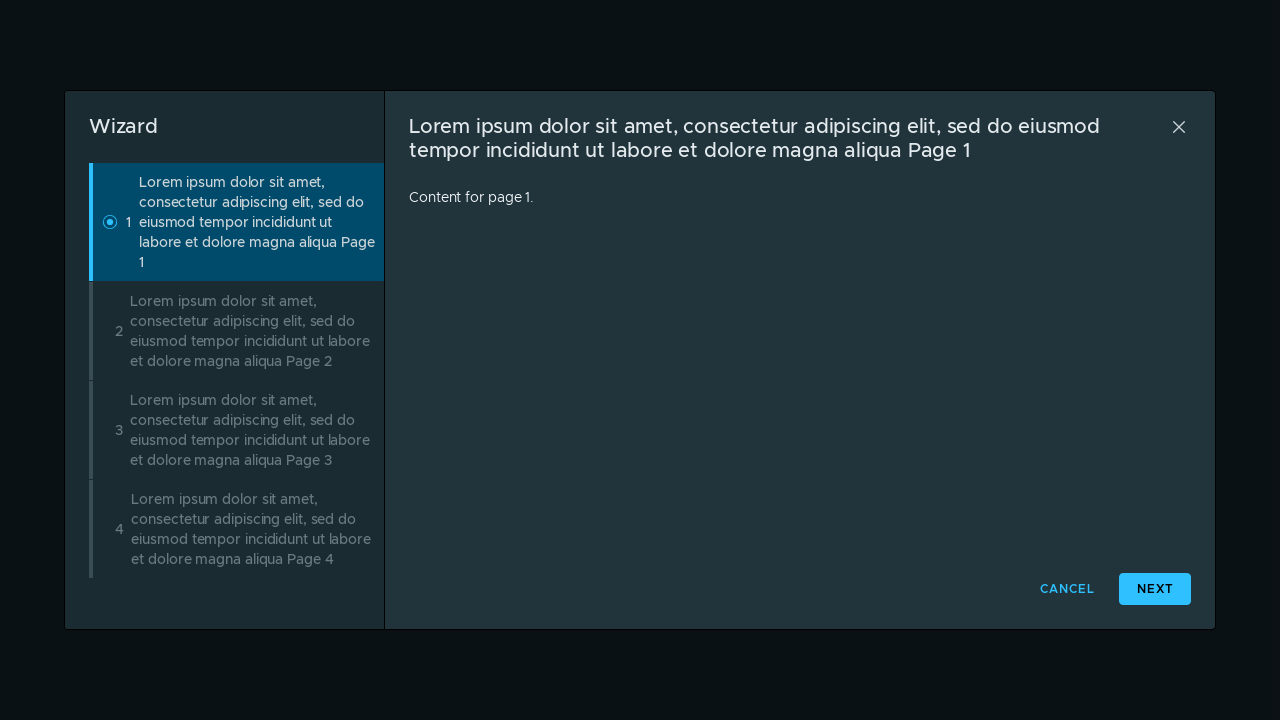 Wizard
1
Lorem ipsum dolor sit amet,
consectetur adipiscing elit, sed do
eiusmod tempor incididunt ut
labore et dolore magna aliqua Page
1
2
Lorem ipsum dolor sit amet,
consectetur adipiscing elit, sed do
eiusmod tempor incididunt ut labore
et dolore magna aliqua Page 2
3
Lorem ipsum dolor sit amet,
consectetur adipiscing elit, sed do
eiusmod tempor incididunt ut labore
et dolore magna aliqua Page 3
4
Lorem ipsum dolor sit amet,
consectetur adipiscing elit, sed do
eiusmod tempor incididunt ut labore
et dolore magna aliqua Page 4
Lorem ipsum dolor sit amet, consectetur adipiscing elit, sed do eiusmod
tempor incididunt ut labore et dolore magna aliqua Page 1
Content for page 1.
CANCEL
NEXT